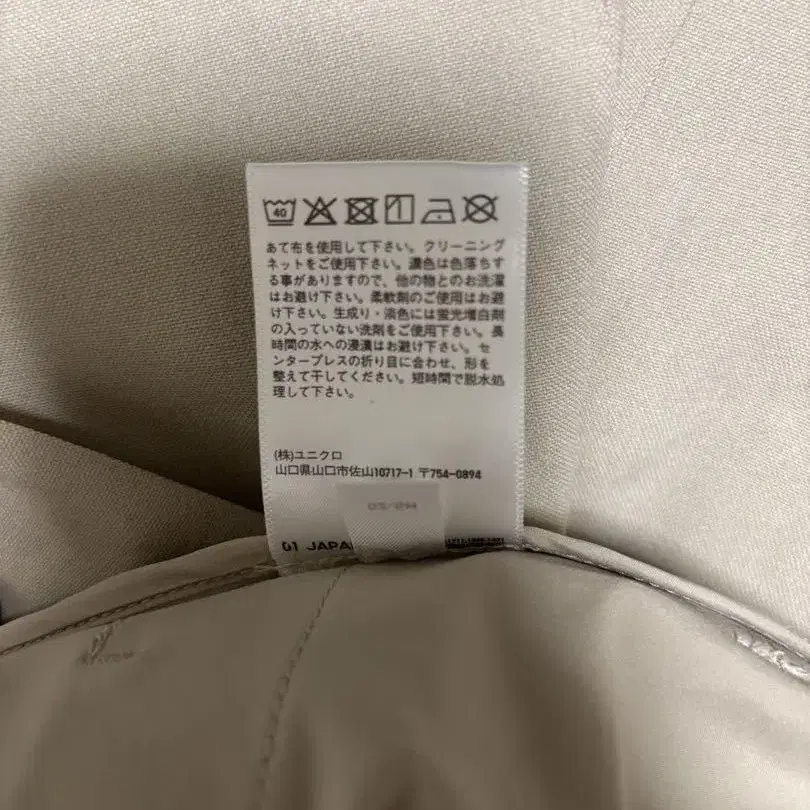 40
あて布を使用して下さい。クリーニング
ネットをご使用下さい。濃色は色落ちす
る事がありますので、他の物とのお洗濯
はお避け下さい。柔軟剤のご使用はお避
け下さい。生成り・淡色には蛍光増白剤
の入っていない洗剤をご使用下さい。長
時間の水への浸漬はお避け下さい。セ
ンタープレスの折り目に合わせ、形を
整えて干してください。短時間で脱水処
理して下さい。
(株)ユニクロ
山口県山口市佐山10717-1 〒754-0894
01 JAPA